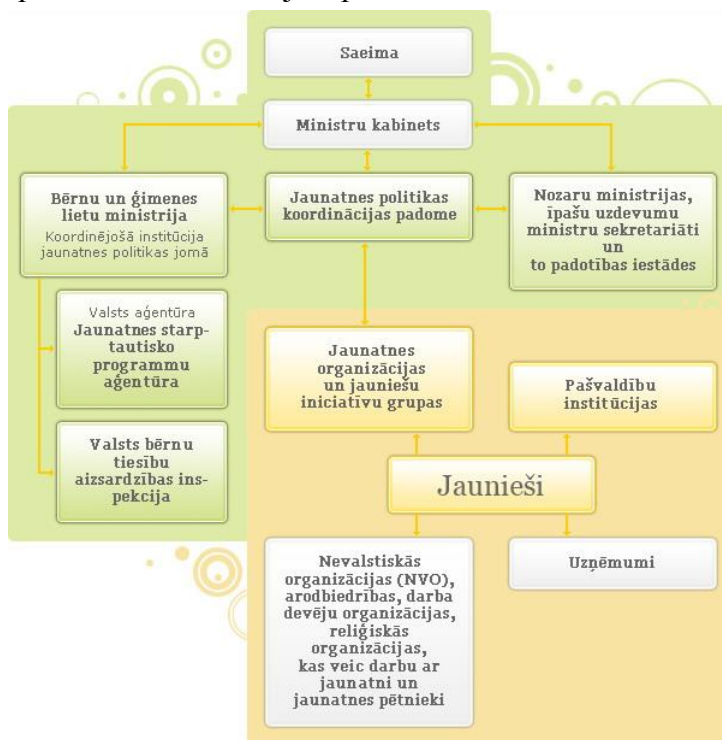 Saeima
Ministru kabinets
Bērnu un ģimenes
lietu ministrija
Koordinējošā institūcija
jaunatnes politikas jomā
Jaunatnes politikas
koordinācijas padome
Nozaru ministrijas,
īpašu uzdevumu
ministru sekretariāti
un
to padotības iestādes
Valsts aģentūra
Jaunatnes starp-
tautisko
programmu
aģentūra
Jaunatnes
organizācijas
un jauniešu
iniciatīvu grupas
Pašvaldību
institūcijas
Valsts bērnu
tiesību
aizsardzības ins-
pekcija
Jaunieši
Nevalstiskās
organizācijas (NVO),
arodbiedrības, darba
devēju organizācijas,
reliģiskās
organizācijas,
kas veic darbu ar
jaunatni un
jaunatnes pētnieki
Uzņēmumi